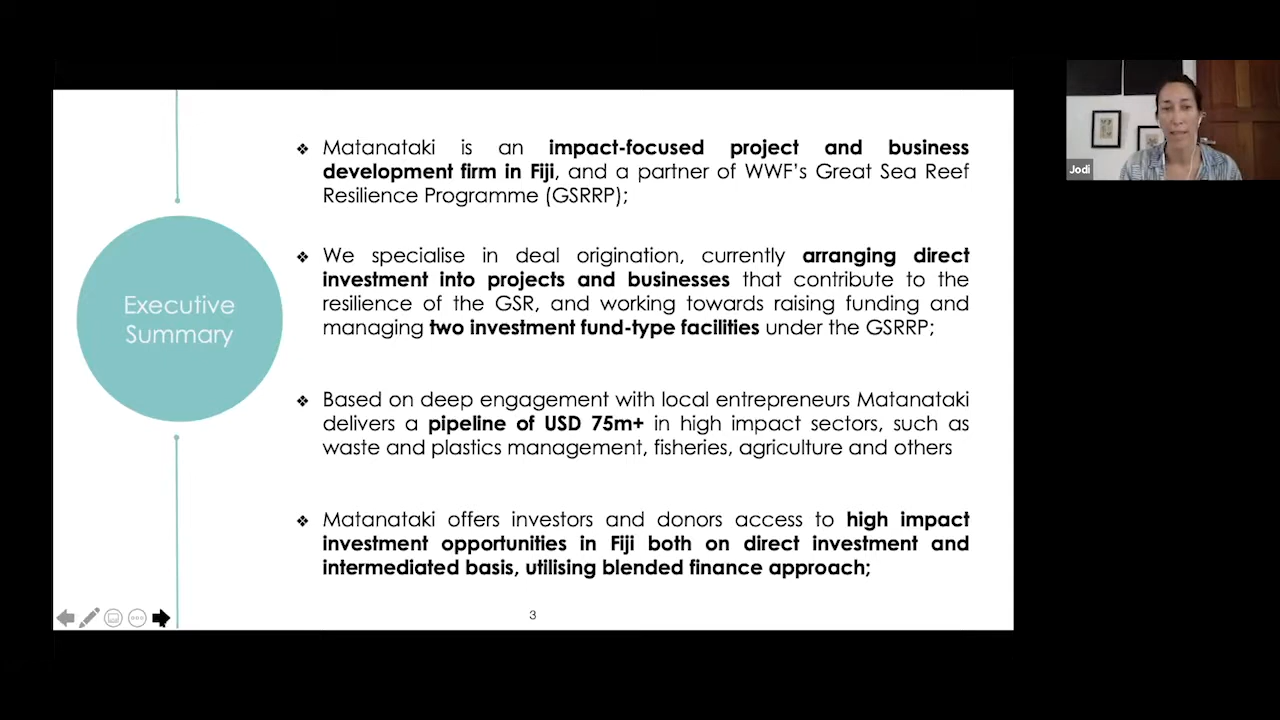 Executive
Summary
❖ Matanataki is an impact-focused project and business
development firm in Fiji, and a partner of WWF's Great Sea Reef
Resilience Programme (GSRRP);
❖ We specialise in deal origination, currently arranging direct
investment into projects and businesses that contribute to the
resilience of the GSR, and working towards raising funding and
managing two investment fund-type facilities under the GSRRP;
❖ Based on deep engagement with local entrepreneurs Matanataki
delivers a pipeline of USD 75m+ in high impact sectors, such as
waste and plastics management, fisheries, agriculture and others
❖ Matanataki offers investors and donors access to high impact
investment opportunities in Fiji both on direct investment and
intermediated basis, utilising blended finance approach;
3
Jodi